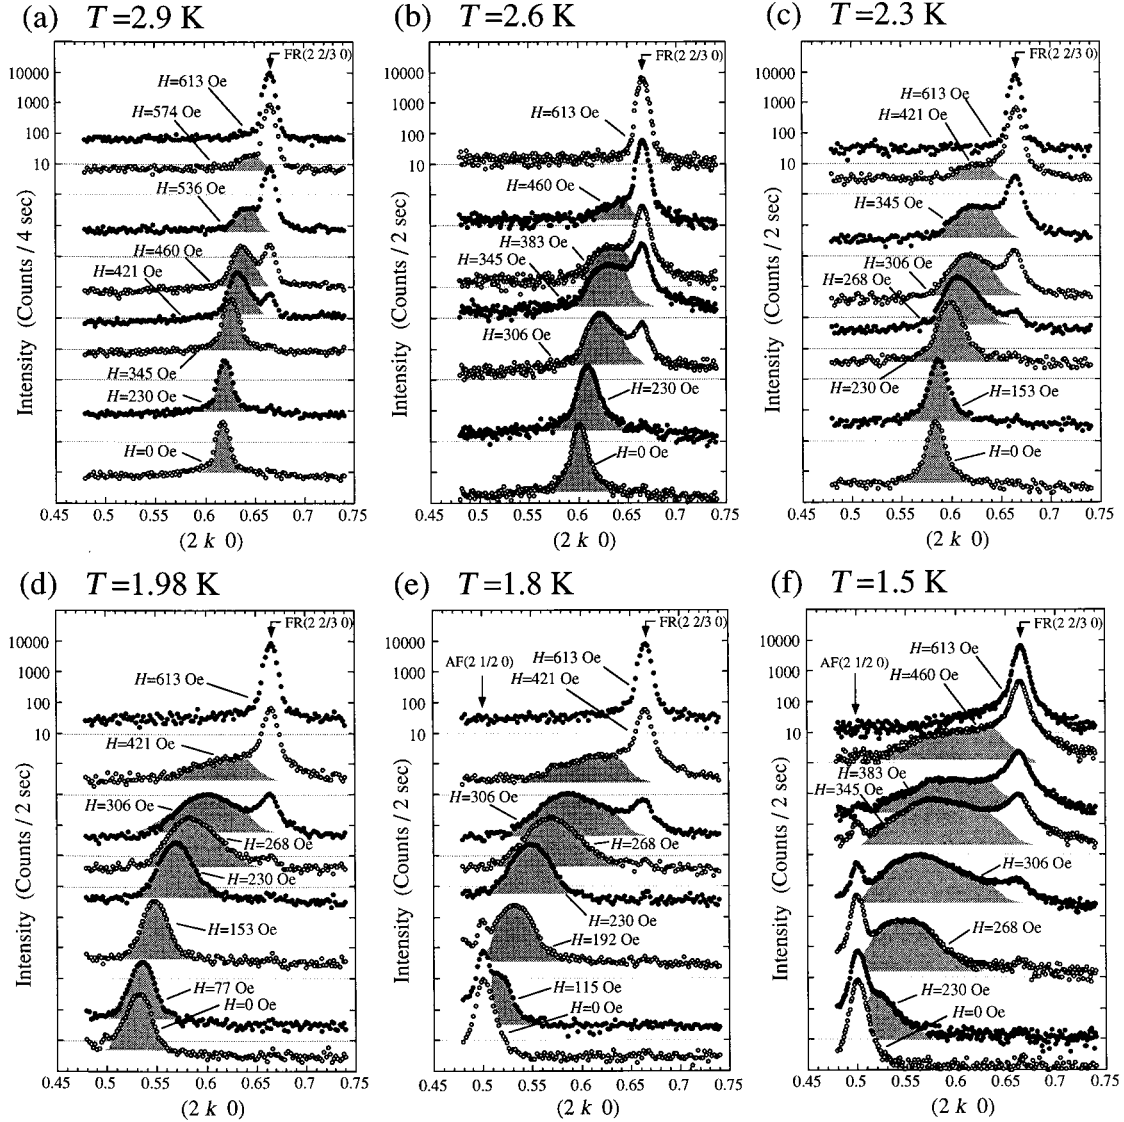 (a) T=2.9 K
FR(2 2/3 0)
H=613 Oe
H=574 Oe
H=536 Oe
H=460 Oe
H=421 Oe
H=345 Oe
H=230 Oe
H=0 Oe
10000
1000
100
10
Intensity (Counts / 4 sec)
0.45 0.5 0.55 0.6 0.65 0.7 0.75
(2 k 0)
(b) T=2.6 K
FR(2 2/3 0)
H=613 Oe
H=460 Oe
H=383 Oe
H=345 Oe
H=306 Oe
H=230 Oe
H=0 Oe
10000
1000
100
10
Intensity (Counts / 2 sec)
0.45 0.5 0.55 0.6 0.65 0.7 0.75
(2 k 0)
(c) T=2.3 K
FR(2 2/3 0)
H=613 Oe
H=421 Oe
H=345 Oe
H=306 Oe
H=268 Oe
H=230 Oe
H=153 Oe
H=0 Oe
10000
1000
100
10
Intensity (Counts / 2 sec)
0.45 0.5 0.55 0.6 0.65 0.7 0.75
(2 k 0)
(d) T=1.98 K
FR(2 2/3 0)
H=613 Oe
H=421 Oe
H=306 Oe
H=268 Oe
H=230 Oe
H=153 Oe
H=77 Oe
H=0 Oe
10000
1000
100
10
Intensity (Counts / 2 sec)
0.45 0.5 0.55 0.6 0.65 0.7 0.75
(2 k 0)
(e) T=1.8 K
FR(2 2/3 0)
AF(2 1/2 0)
H=613 Oe
H=421 Oe
H=306 Oe
H=268 Oe
H=230 Oe
H=192 Oe
H=115 Oe
H=0 Oe
10000
1000
100
10
Intensity (Counts / 2 sec)
0.45 0.5 0.55 0.6 0.65 0.7 0.75
(2 k 0)
(f) T=1.5 K
FR(2 2/3 0)
AF(2 1/2 0)
H=613 Oe
H=460 Oe
H=383 Oe
H=345 Oe
H=306 Oe
H=268 Oe
H=230 Oe
H=0 Oe
10000
1000
100
10
Intensity (Counts / 2 sec)
0.45 0.5 0.55 0.6 0.65 0.7 0.75
(2 k 0)